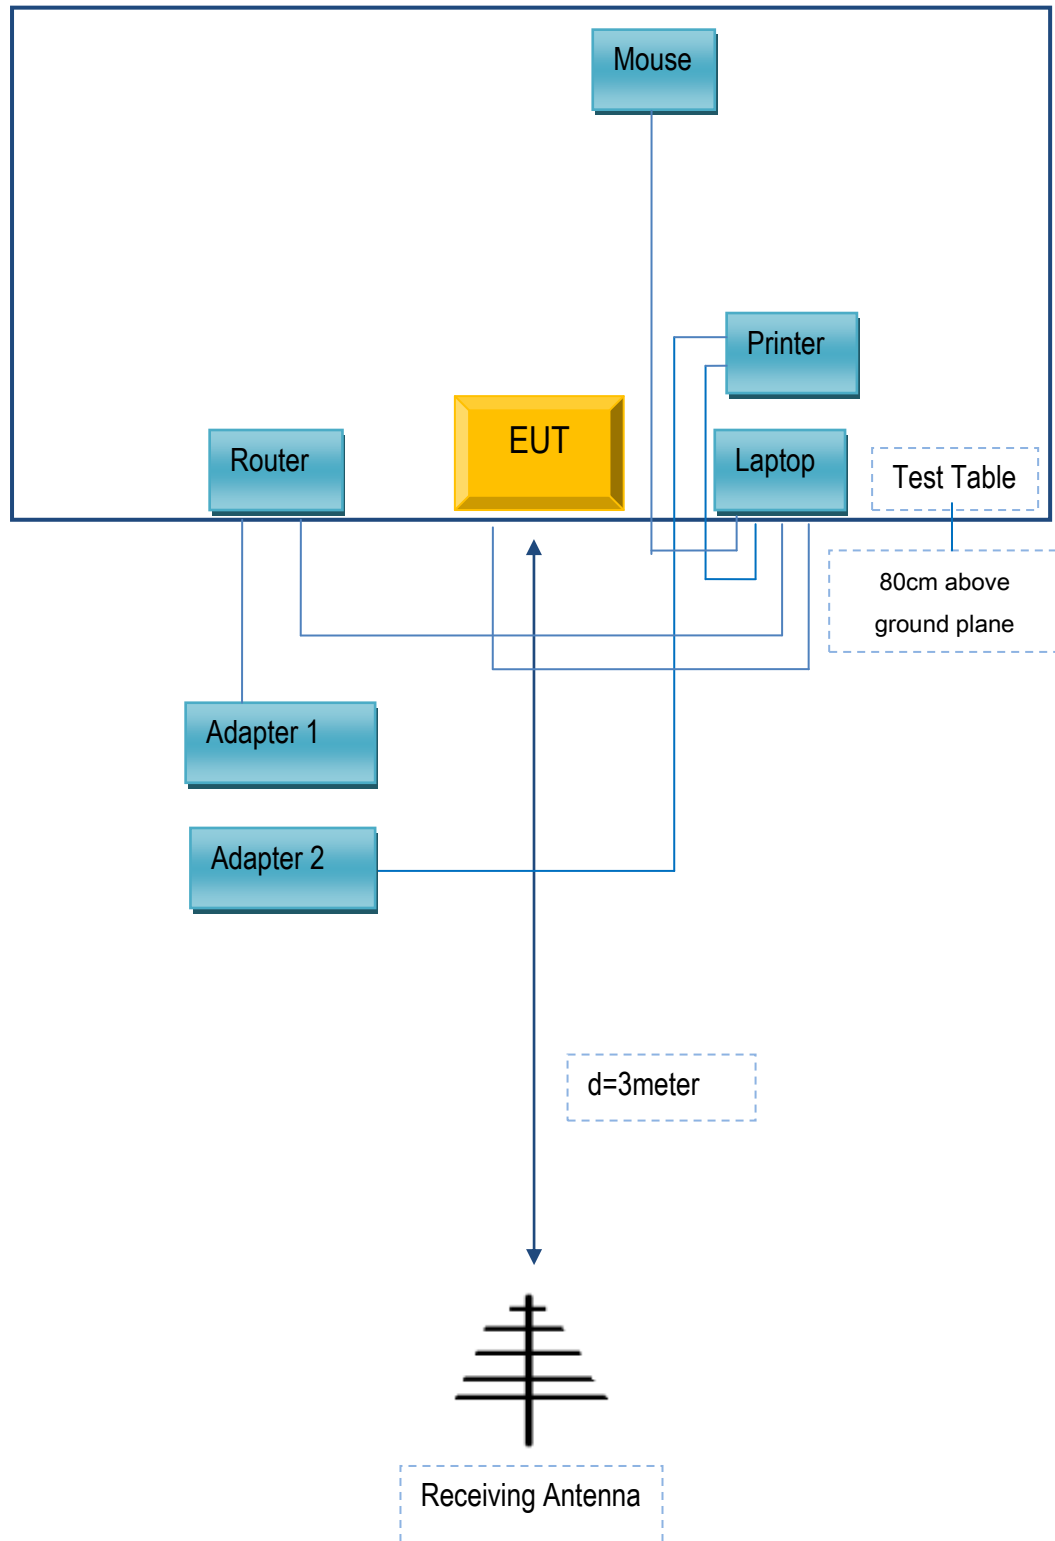 Mouse
Printer
EUT
Router
Laptop
Test Table
80cm above
ground plane
Adapter 1
Adapter 2
d=3meter
Receiving Antenna